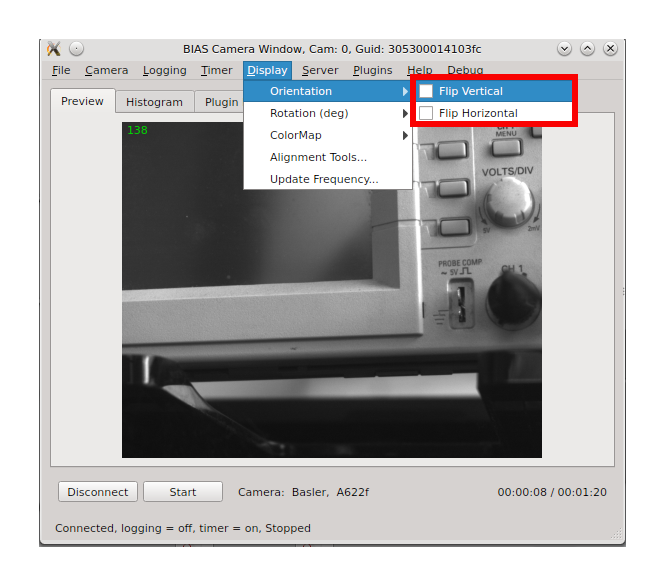 BIAS Camera Window, Cam: 0, Guid: 305300014103fc
File Camera Logging Timer Display Server Plugins Help Debug
Orientation
Rotation (deg)
ColorMap
Alignment Tools...
Update Frequency...
Flip Vertical
Flip Horizontal
Preview Histogram Plugin
138
MENU
VOLTS/DIV
5V 2mV
PROBE COMP
~ 5V
CH 1
Disconnect Start Camera: Basler, A622f 00:00:08 / 00:01:20
Connected, logging = off, timer = on, Stopped